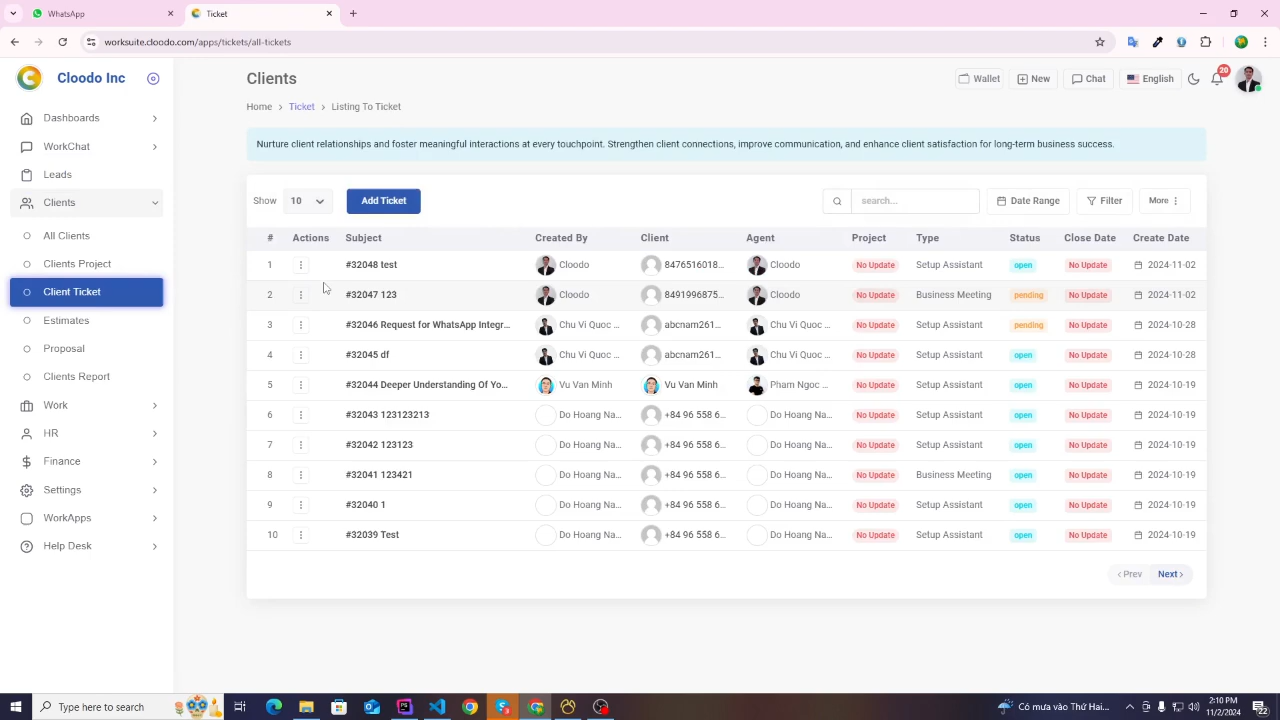 WhatsApp
Ticket
worksuite.cloodo.com/apps/tickets/all-tickets
Cloodo Inc
Clients
Wallet
New
Chat
English
20
Home > Ticket > Listing To Ticket
Dashboards
WorkChat
Leads
Clients
All Clients
Clients Project
Client Ticket
Estimates
Proposal
Clients Report
Work
HR
Finance
Settings
WorkApps
Help Desk
Nurture client relationships and foster meaningful interactions at every touchpoint. Strengthen client connections, improve communication, and enhance client satisfaction for long-term business success.
Show 10 Add Ticket search... Date Range Filter More
# Actions Subject Created By Client Agent Project Type Status Close Date Create Date
1 #32048 test Cloodo 8476516018... Cloodo No Update Setup Assistant open No Update 2024-11-02
2 #32047 123 Cloodo 8491996875... Cloodo No Update Business Meeting pending No Update 2024-11-02
3 #32046 Request for WhatsApp Integr... Chu Vi Quoc ... abcnam261... Chu Vi Quoc ... No Update Setup Assistant pending No Update 2024-10-28
4 #32045 df Chu Vi Quoc ... abcnam261... Chu Vi Quoc ... No Update Setup Assistant open No Update 2024-10-28
5 #32044 Deeper Understanding Of Yo... Vu Van Minh Vu Van Minh Pham Ngoc ... No Update Setup Assistant open No Update 2024-10-19
6 #32043 123123213 Do Hoang Na... +84 96 558 6... Do Hoang Na... No Update Setup Assistant open No Update 2024-10-19
7 #32042 123123 Do Hoang Na... +84 96 558 6... Do Hoang Na... No Update Setup Assistant open No Update 2024-10-19
8 #32041 123421 Do Hoang Na... +84 96 558 6... Do Hoang Na... No Update Business Meeting open No Update 2024-10-19
9 #32040 1 Do Hoang Na... +84 96 558 6... Do Hoang Na... No Update Setup Assistant open No Update 2024-10-19
10 #32039 Test Do Hoang Na... +84 96 558 6... Do Hoang Na... No Update Setup Assistant open No Update 2024-10-19
‹ Prev Next ›
Type here to search
Có mưa vào Thứ Hai...
2:10 PM
11/2/2024